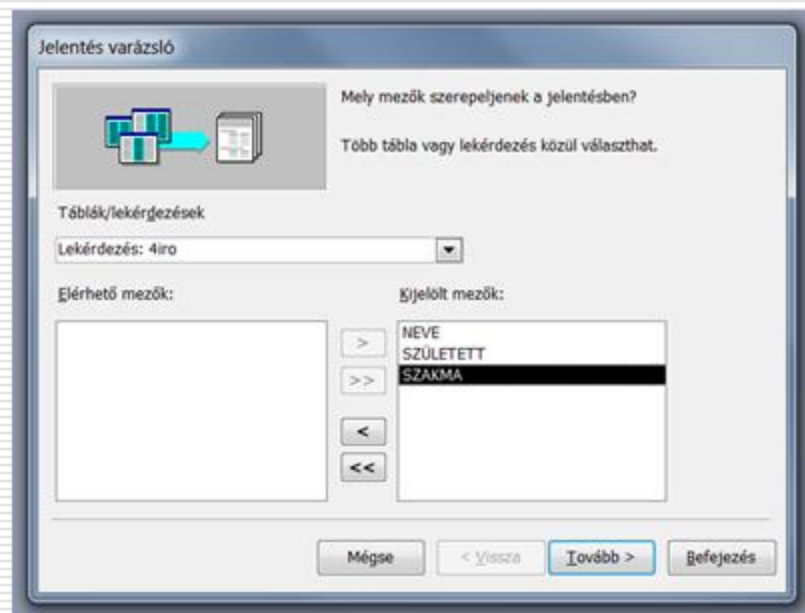 Jelentés varázsló
Mely mezők szerepeljenek a jelentésben?
Több tábla vagy lekérdezés közül választhat.
Táblák/lekérdezések
Lekérdezés: 4iro
Elérhető mezők:
Kijelölt mezők:
>
>>
<
<<
NEVE
SZÜLETETT
SZAKMA
Mégse
< Vissza
Tovább >
Befejezés